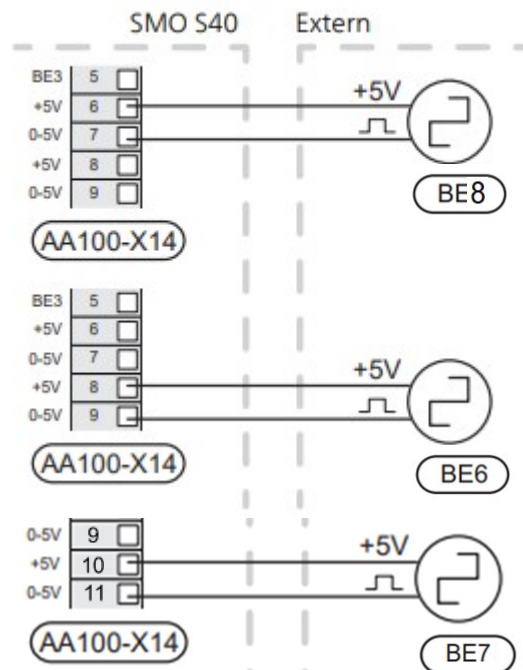 SMO S40 Extern
BE3 5
+5V 6 +5V
0-5V 7
+5V 8
0-5V 9
BE8
AA100-X14
BE3 5
+5V 6
0-5V 7
+5V 8 +5V
0-5V 9
AA100-X14
BE6
0-5V 9
+5V 10 +5V
0-5V 11
AA100-X14
BE7